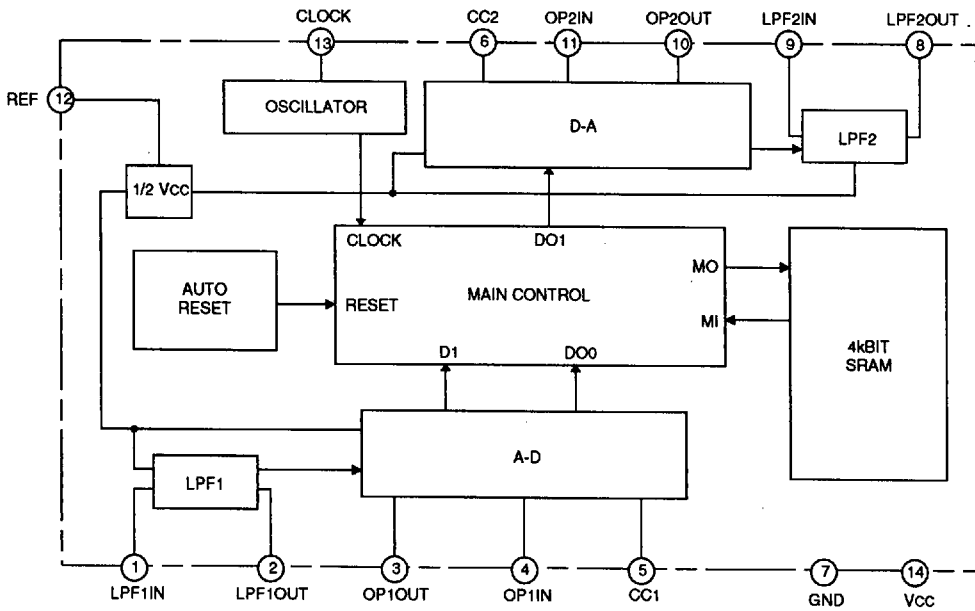 CLOCK
CC2
OP2IN
OP2OUT
LPF2IN
LPF2OUT
13
6
11
10
9
8
REF
12
OSCILLATOR
D-A
LPF2
1/2 VCC
CLOCK
DO1
MO
AUTO
RESET
RESET
MAIN CONTROL
MI
4kBIT
SRAM
D1
DO0
A-D
LPF1
1
2
3
4
5
7
14
LPF1IN
LPF1OUT
OP1OUT
OP1IN
CC1
GND
VCC